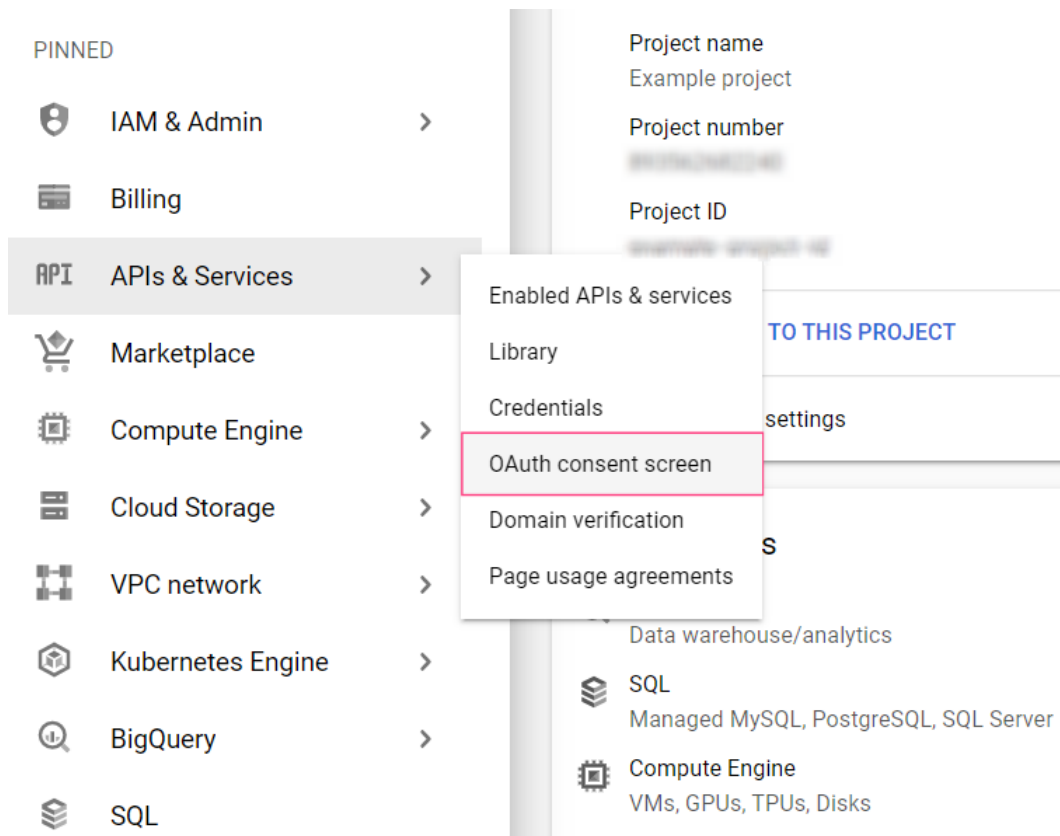 PINNED
IAM & Admin
Billing
API
APIs & Services
Marketplace
Compute Engine
Cloud Storage
VPC network
Kubernetes Engine
BigQuery
SQL
Enabled APIs & services
Library
Credentials
OAuth consent screen
Domain verification
Page usage agreements
Project name
Example project
Project number
Project ID
TO THIS PROJECT
settings
s
Data warehouse/analytics
SQL
Managed MySQL, PostgreSQL, SQL Server
Compute Engine
VMs, GPUs, TPUs, Disks